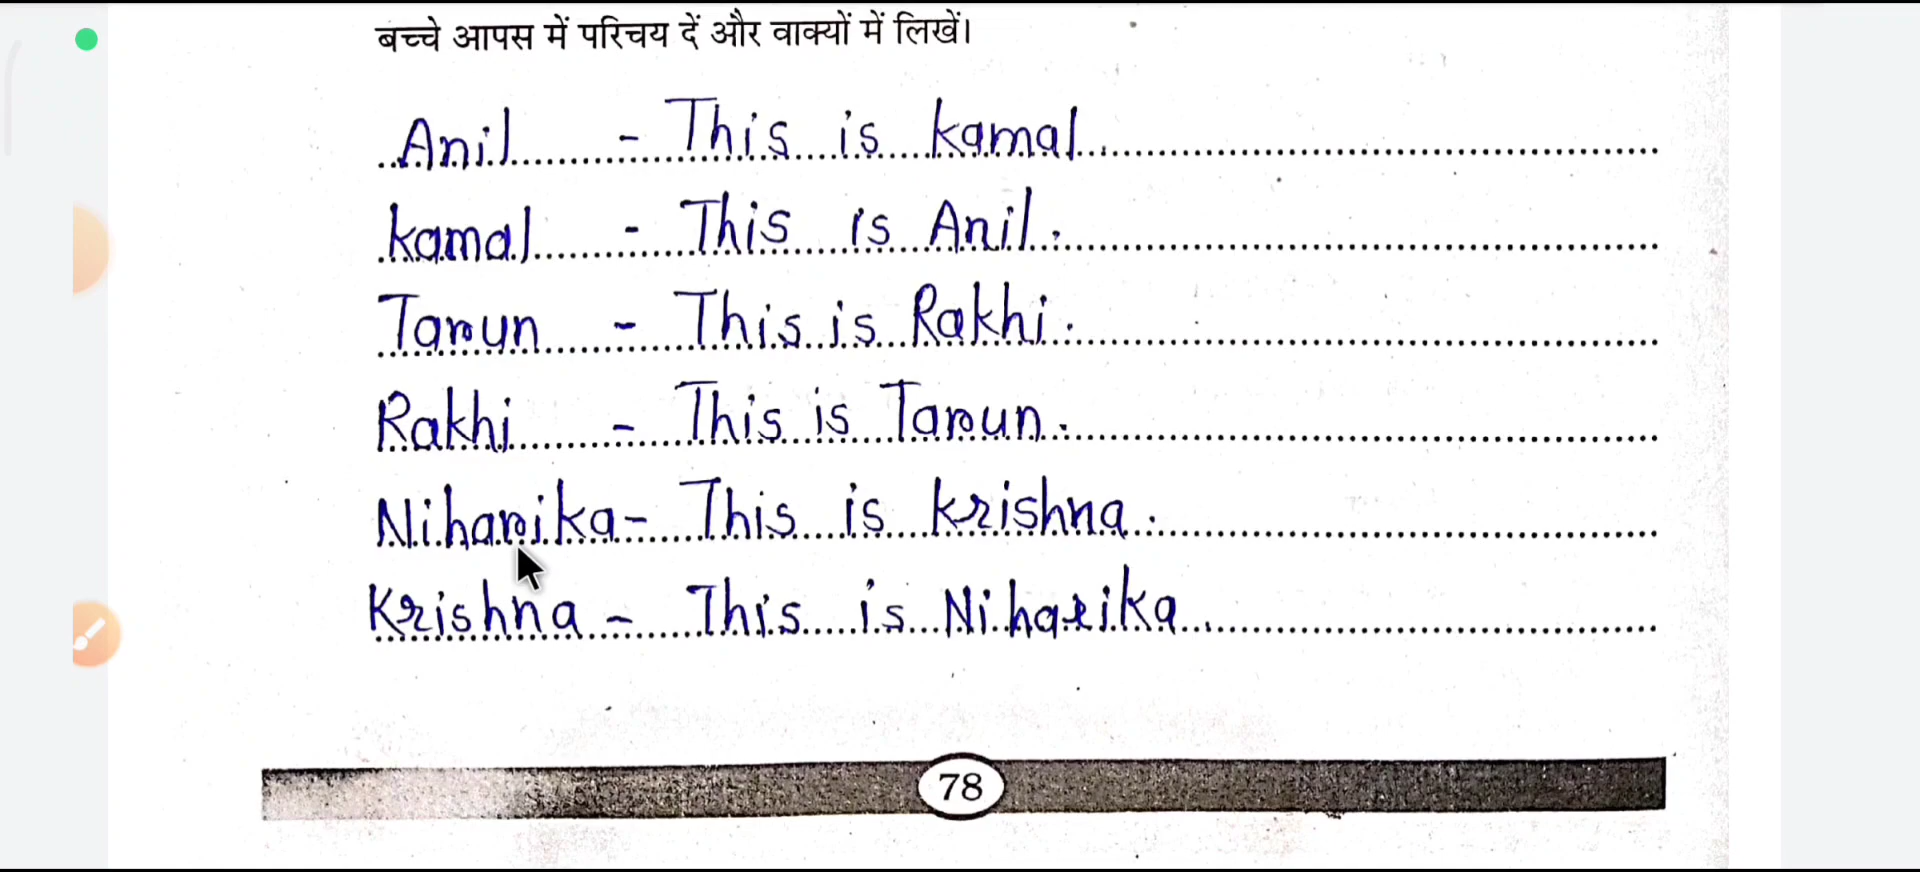 बच्चे आपस में परिचय दें और वाक्यों में लिखें।
Anil - This is kamal.
kamal - This is Anil.
Tarun - This is Rakhi.
Rakhi - This is Tarun.
Niharika - This is krishna.
Krishna - This is Niharika.
78